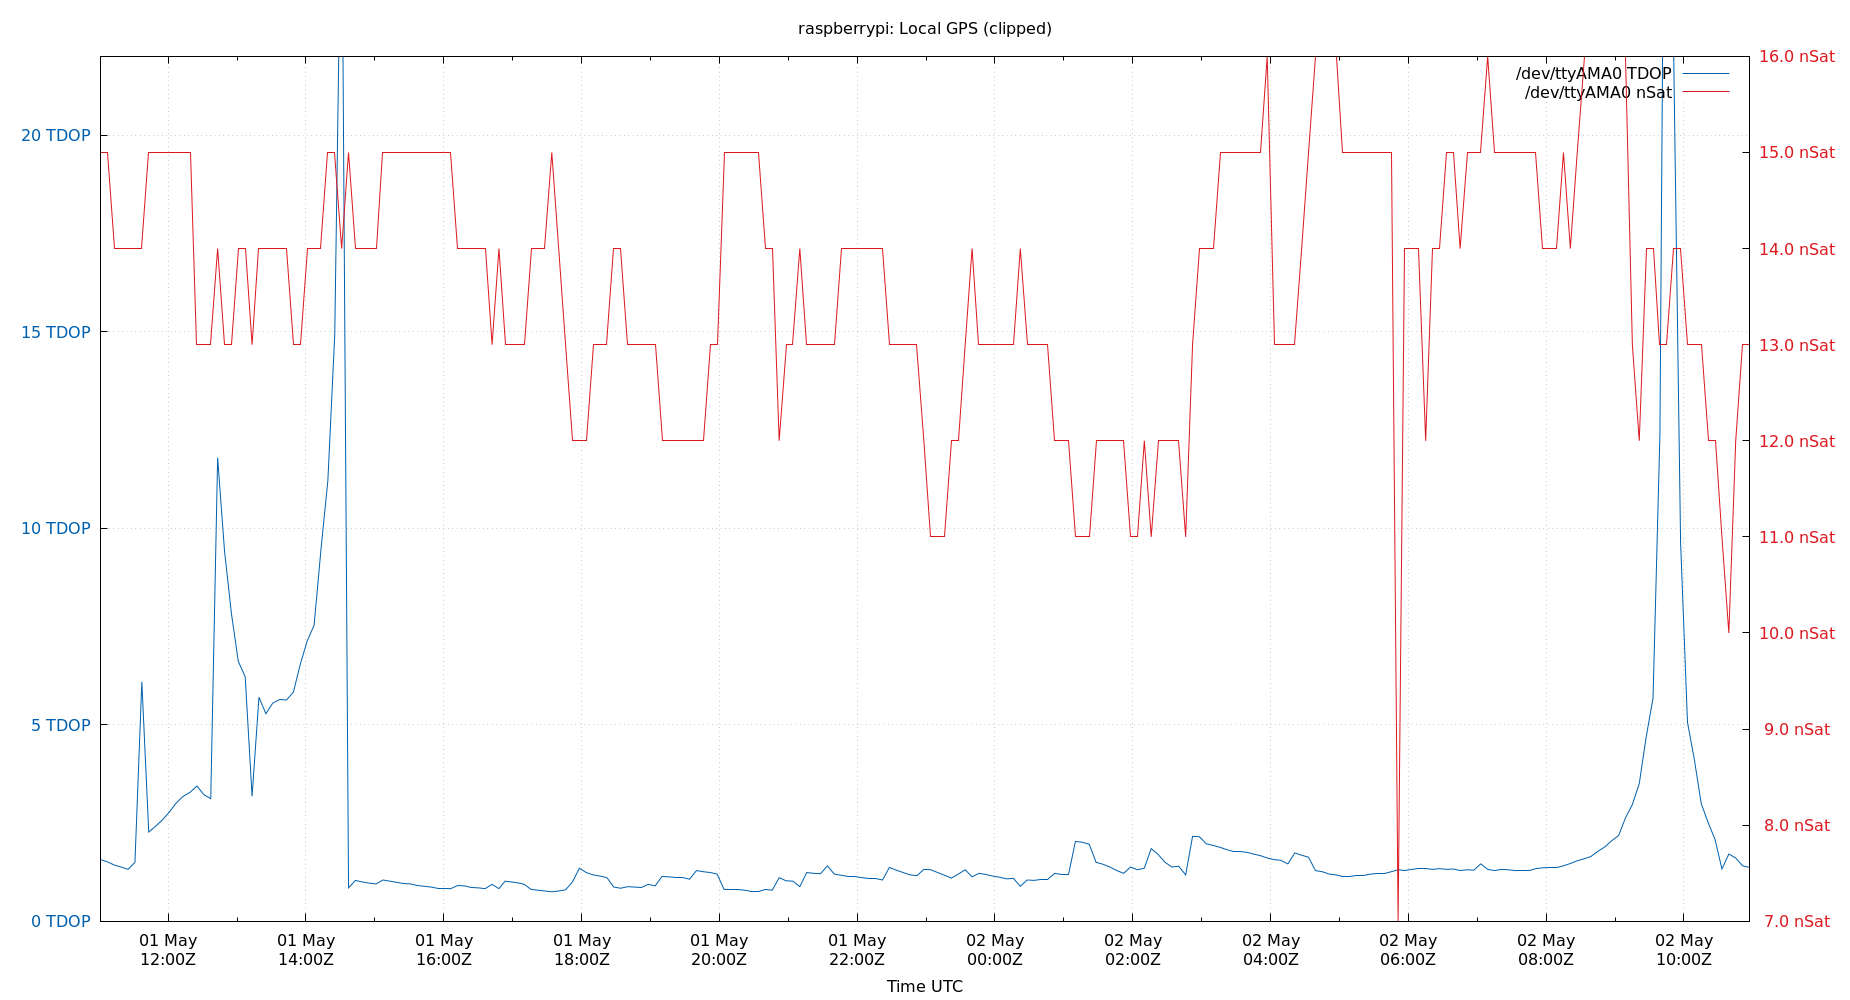 raspberrypi: Local GPS (clipped)
16.0 nSat
/dev/ttyAMA0 TDOP
/dev/ttyAMA0 nSat
20 TDOP
15.0 nSat
14.0 nSat
15 TDOP
13.0 nSat
12.0 nSat
10 TDOP
11.0 nSat
10.0 nSat
5 TDOP
9.0 nSat
8.0 nSat
0 TDOP
7.0 nSat
01 May 01 May 01 May 01 May 01 May 01 May 02 May 02 May 02 May 02 May 02 May 02 May
12:00Z 14:00Z 16:00Z 18:00Z 20:00Z 22:00Z 00:00Z 02:00Z 04:00Z 06:00Z 08:00Z 10:00Z
Time UTC